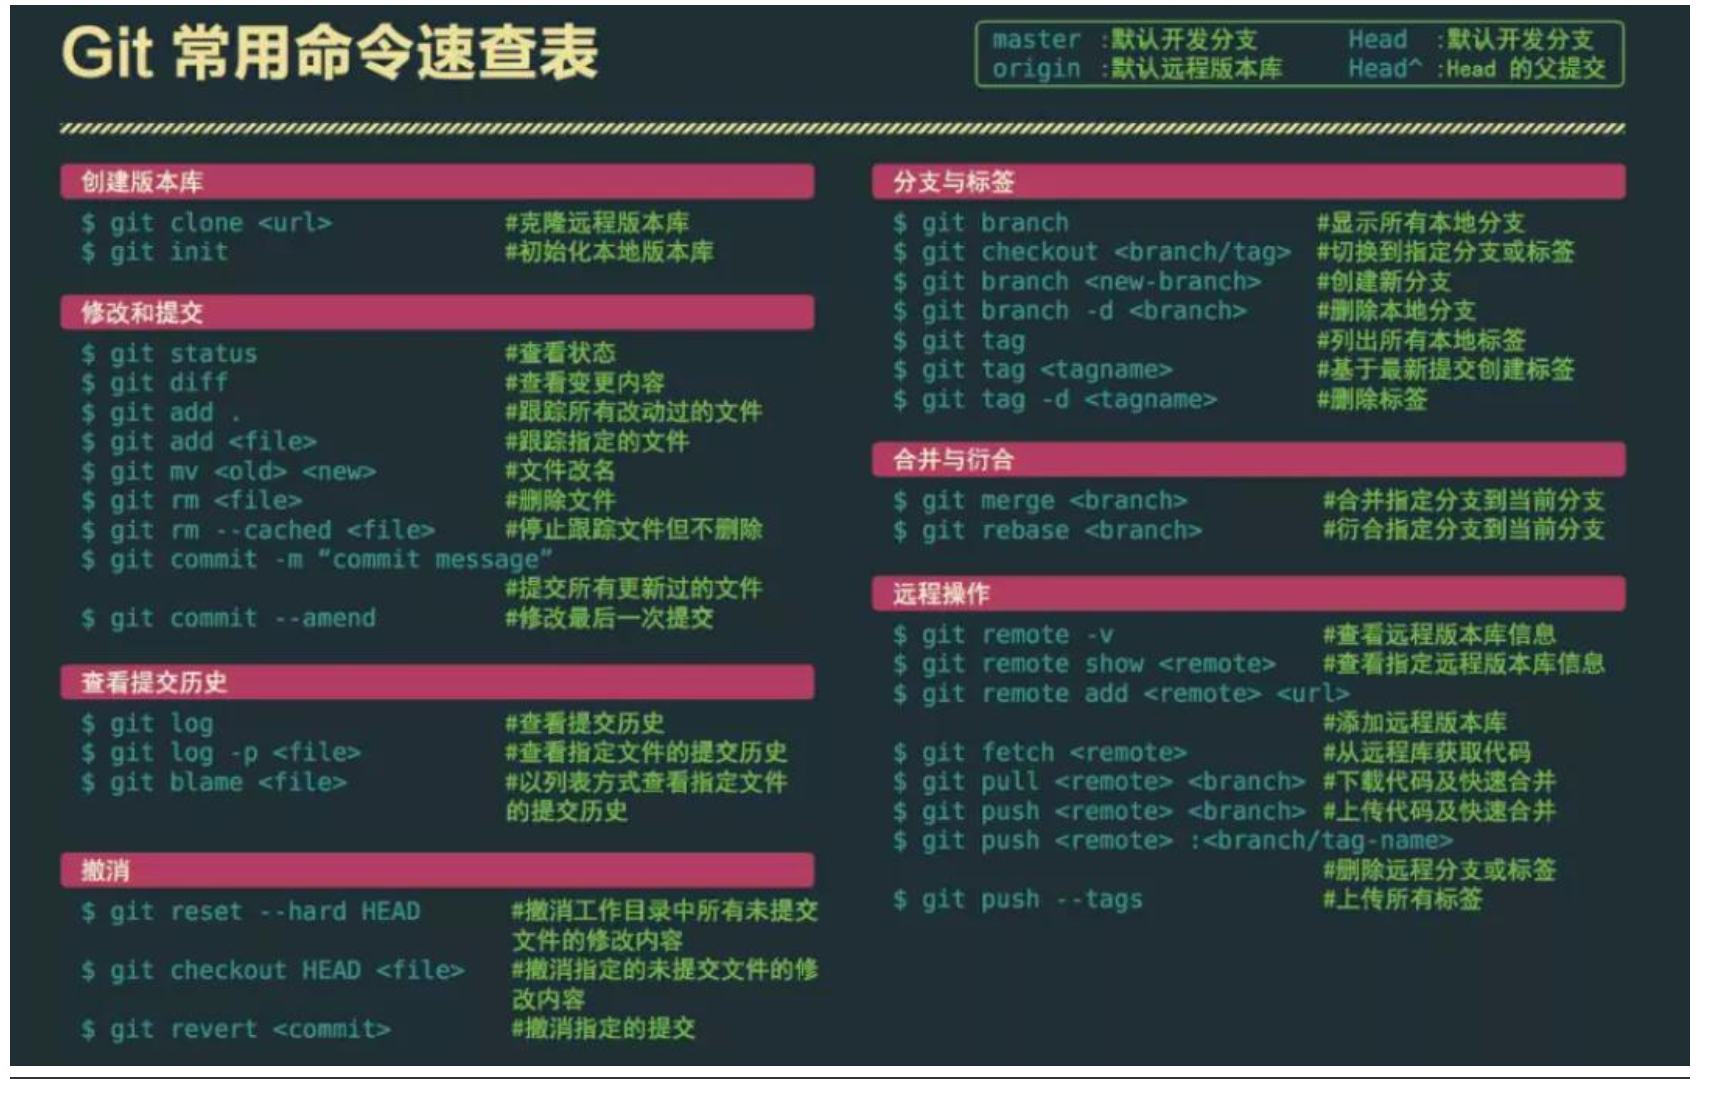 Git 常用命令速查表
master :默认开发分支 Head :默认开发分支
origin :默认远程版本库 Head^ :Head 的父提交
创建版本库
$ git clone <url> #克隆远程版本库
$ git init #初始化本地版本库
修改和提交
$ git status #查看状态
$ git diff #查看变更内容
$ git add . #跟踪所有改动过的文件
$ git add <file> #跟踪指定的文件
$ git mv <old> <new> #文件改名
$ git rm <file> #删除文件
$ git rm --cached <file> #停止跟踪文件但不删除
$ git commit -m “commit message”
#提交所有更新过的文件
$ git commit --amend #修改最后一次提交
查看提交历史
$ git log #查看提交历史
$ git log -p <file> #查看指定文件的提交历史
$ git blame <file> #以列表方式查看指定文件
的提交历史
撤消
$ git reset --hard HEAD #撤消工作目录中所有未提交
文件的修改内容
$ git checkout HEAD <file> #撤消指定的未提交文件的修
改内容
$ git revert <commit> #撤消指定的提交
分支与标签
$ git branch #显示所有本地分支
$ git checkout <branch/tag> #切换到指定分支或标签
$ git branch <new-branch> #创建新分支
$ git branch -d <branch> #删除本地分支
$ git tag #列出所有本地标签
$ git tag <tagname> #基于最新提交创建标签
$ git tag -d <tagname> #删除标签
合并与衍合
$ git merge <branch> #合并指定分支到当前分支
$ git rebase <branch> #衍合指定分支到当前分支
远程操作
$ git remote -v #查看远程版本库信息
$ git remote show <remote> #查看指定远程版本库信息
$ git remote add <remote> <url>
#添加远程版本库
$ git fetch <remote> #从远程库获取代码
$ git pull <remote> <branch> #下载代码及快速合并
$ git push <remote> <branch> #上传代码及快速合并
$ git push <remote> :<branch/tag-name>
#删除远程分支或标签
$ git push --tags #上传所有标签